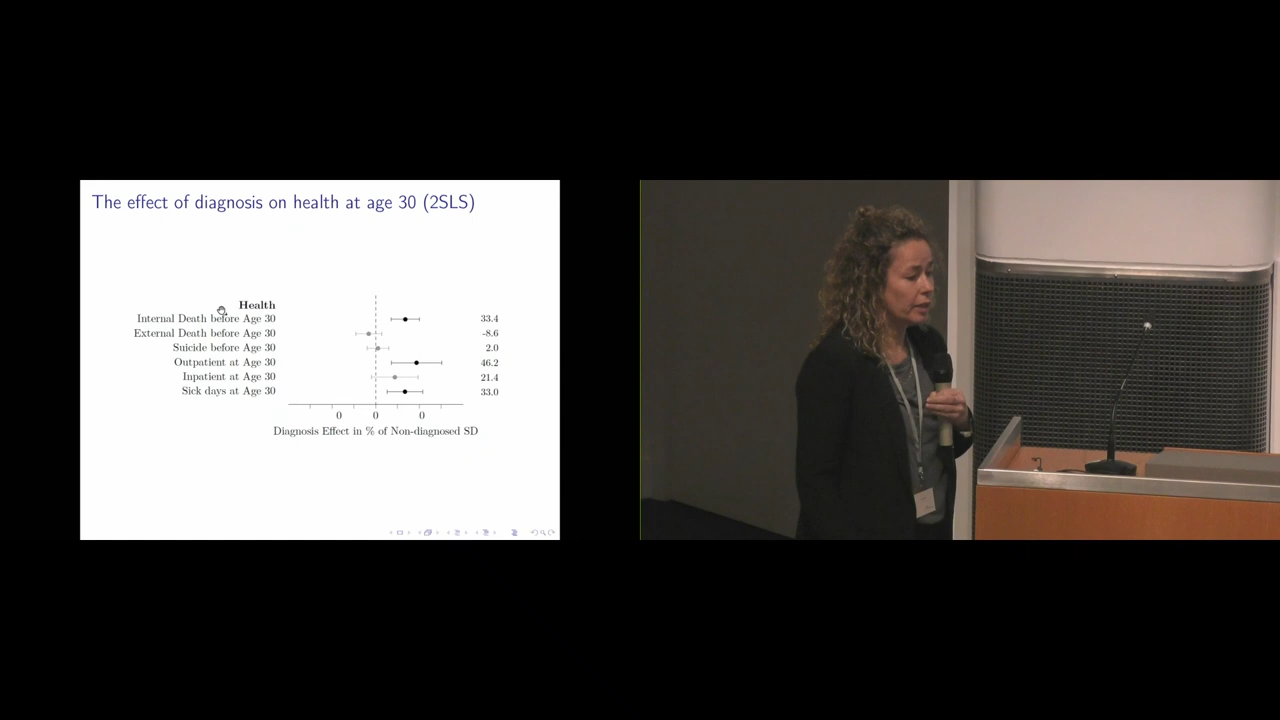 The effect of diagnosis on health at age 30 (2SLS)
Health
Internal Death before Age 30 33.4
External Death before Age 30 -8.6
Suicide before Age 30 2.0
Outpatient at Age 30 46.2
Inpatient at Age 30 21.4
Sick days at Age 30 33.0
0 0 0
Diagnosis Effect in % of Non-diagnosed SD